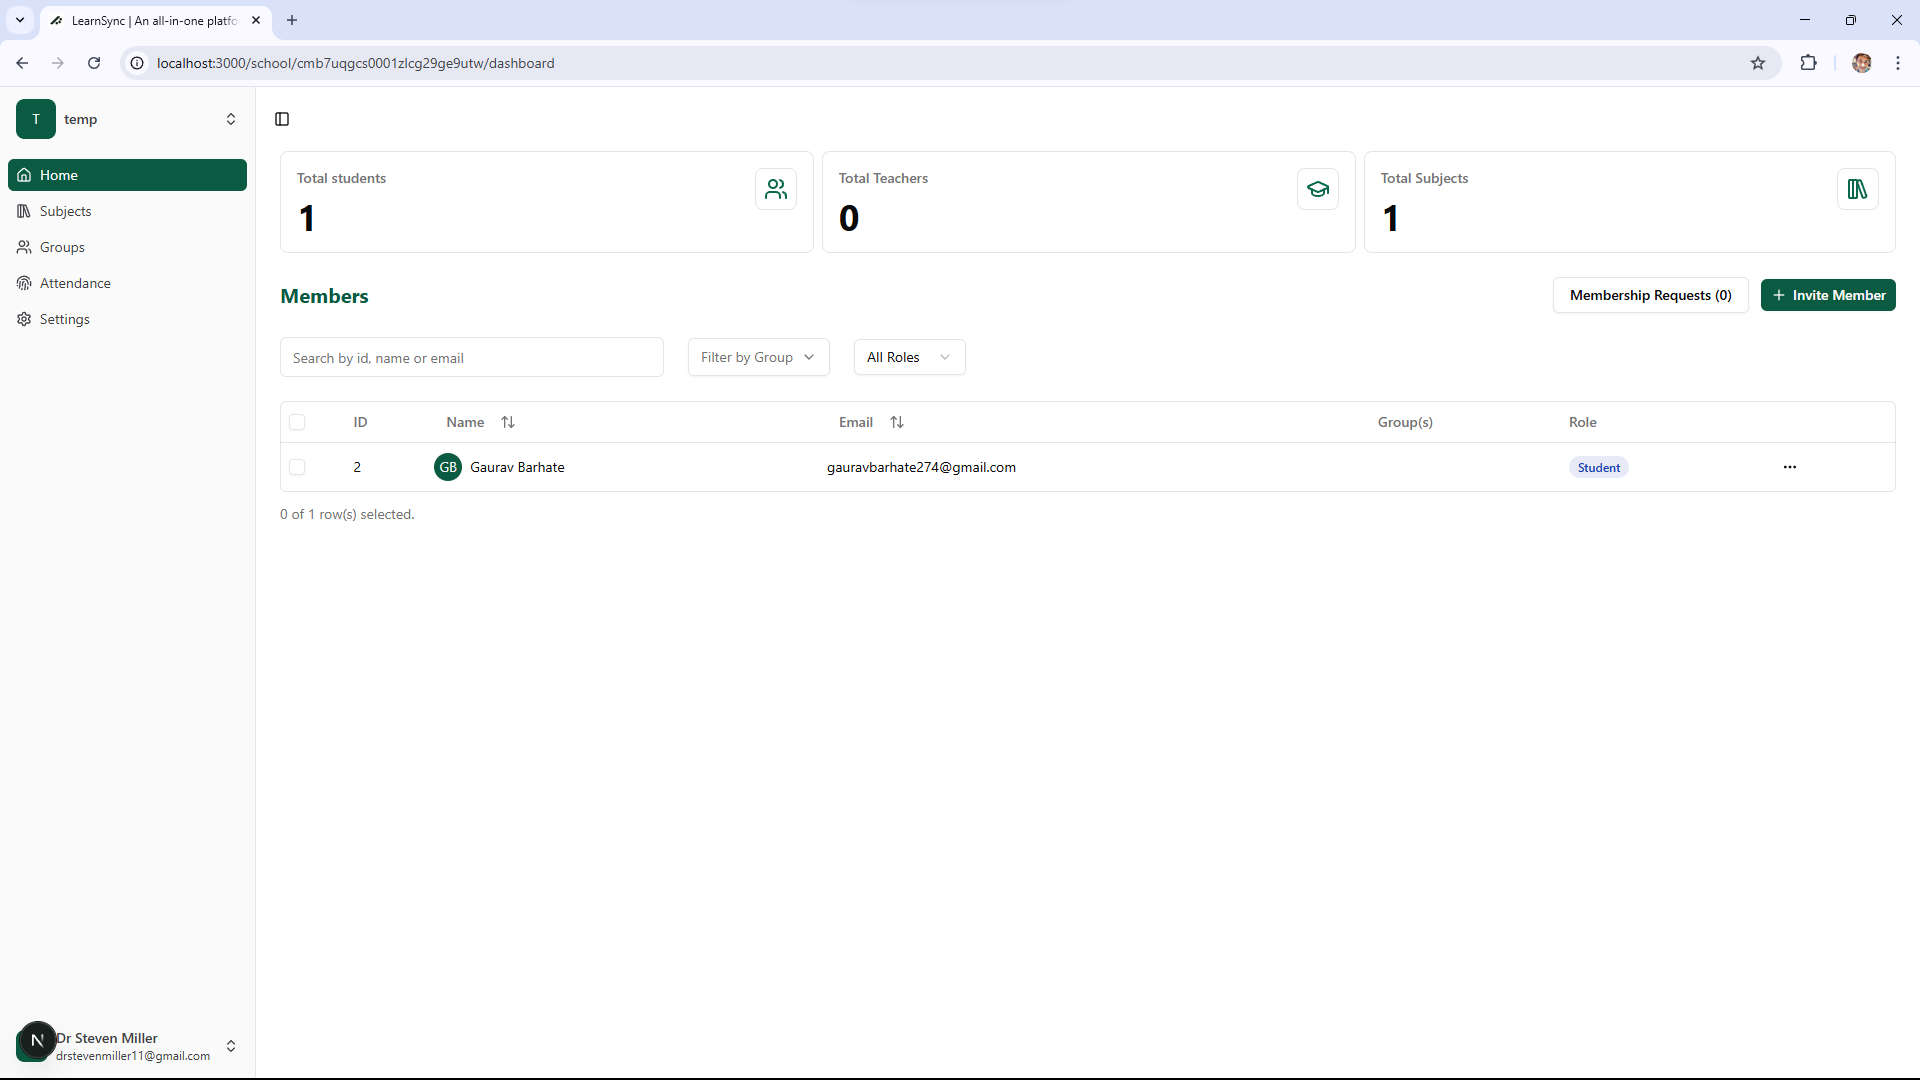 LearnSync | An all-in-one platfo
localhost:3000/school/cmb7uqgcs0001zlcg29ge9utw/dashboard
T
temp
Home
Subjects
Groups
Attendance
Settings
Total students
1
Total Teachers
0
Total Subjects
1
Members
Membership Requests (0)
Invite Member
Search by id, name or email
Filter by Group
All Roles
ID Name Email Group(s) Role
2 GB Gaurav Barhate gauravbarhate274@gmail.com Student
0 of 1 row(s) selected.
N
Dr Steven Miller
drstevenmiller11@gmail.com